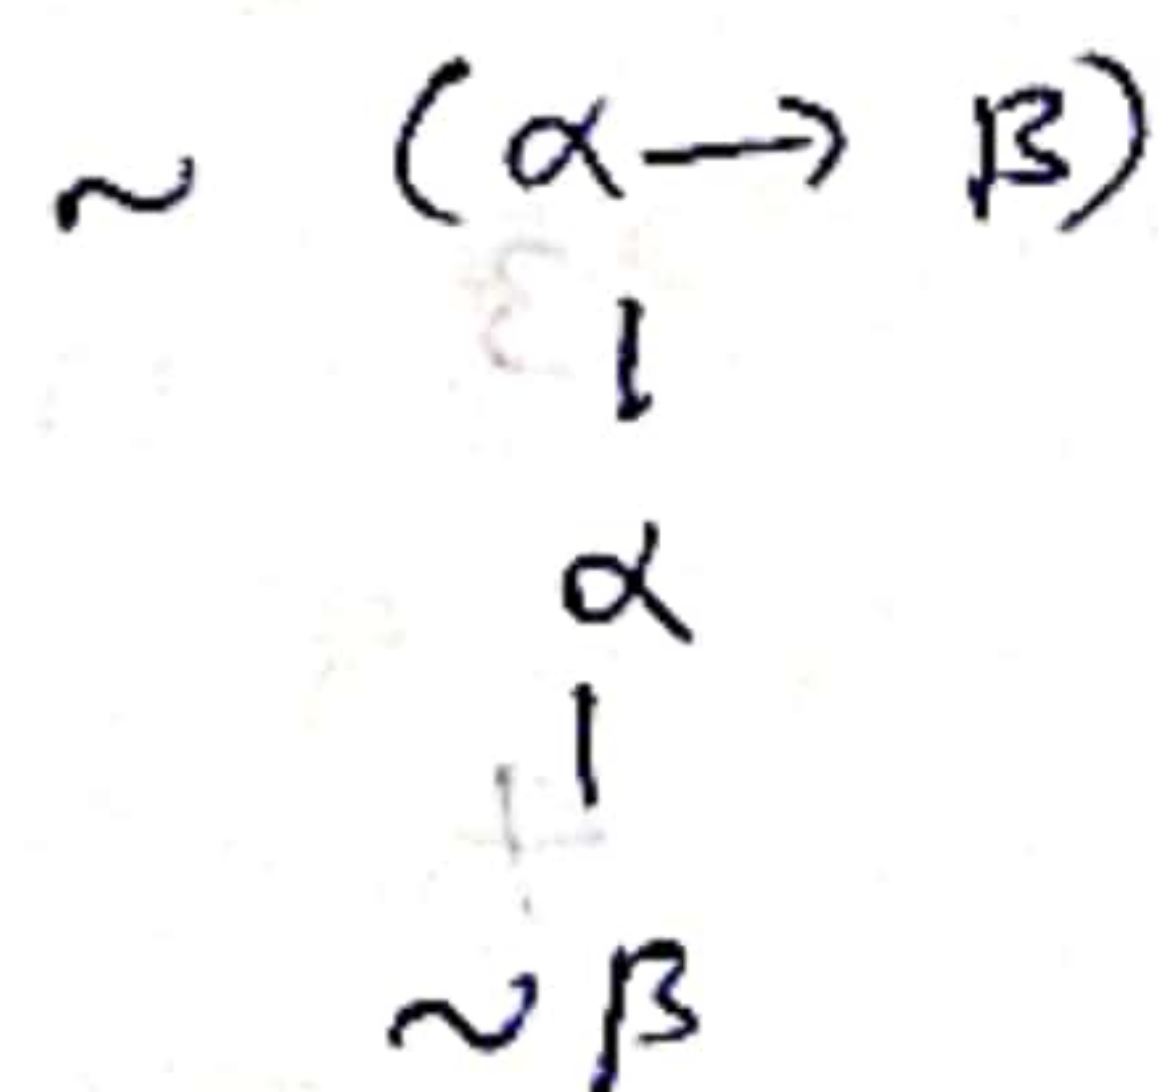 ~ (α → β)
|
α
|
~ β